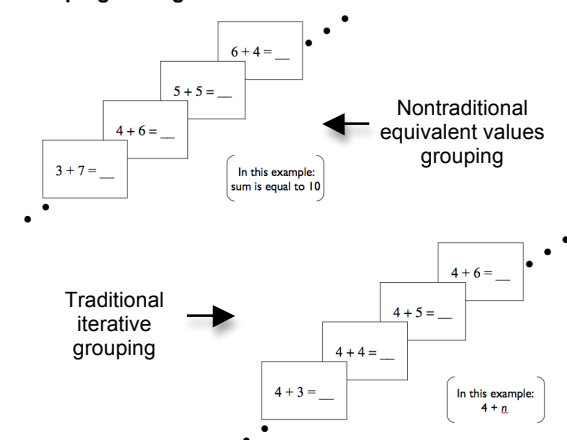 6 + 4 = __
5 + 5 = __
4 + 6 = __
3 + 7 = __
Nontraditional
equivalent values
grouping
In this example:
sum is equal to 10
Traditional
iterative
grouping
4 + 6 = __
4 + 5 = __
4 + 4 = __
4 + 3 = __
In this example:
4 + n